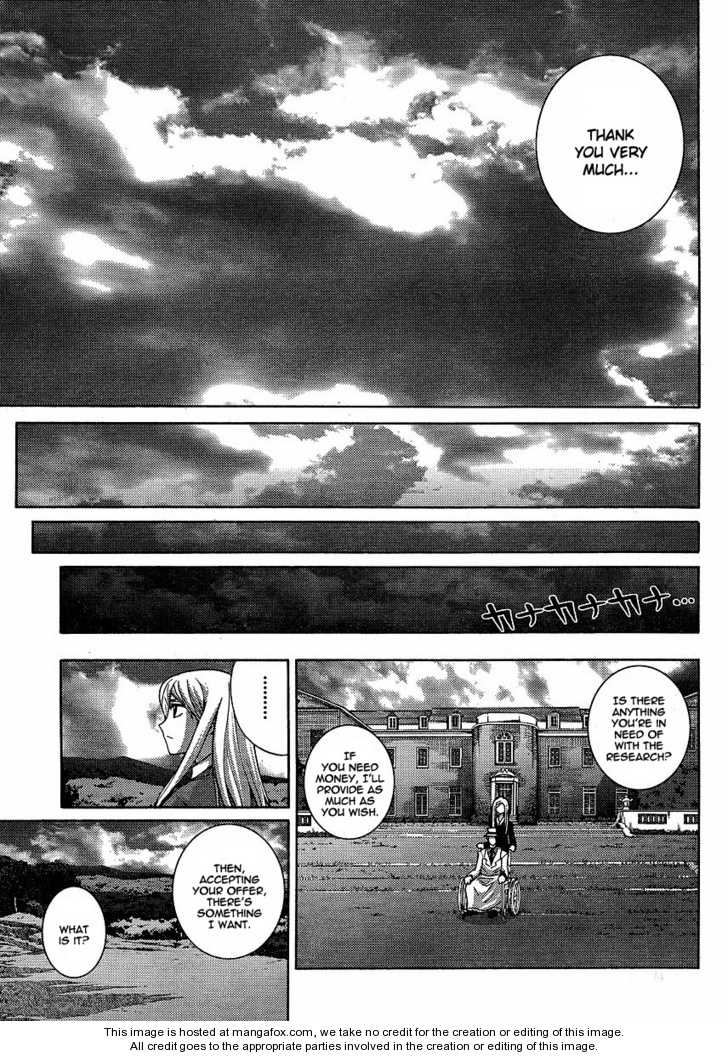 THANK
YOU VERY
MUCH...
カナカナカナ...
IS THERE
ANYTHING
YOU'RE IN
NEED OF
WITH THE
RESEARCH?
IF
YOU NEED
MONEY, I'LL
PROVIDE
AS MUCH
AS
YOU WISH.
.........
THEN,
ACCEPTING
YOUR OFFER,
THERE'S
SOMETHING
I WANT.
WHAT
IS IT?
This image is hosted at mangafox.com, we take no credit for the creation or editing of this image.
All credit goes to the appropriate parties involved in the creation or editing of this image.